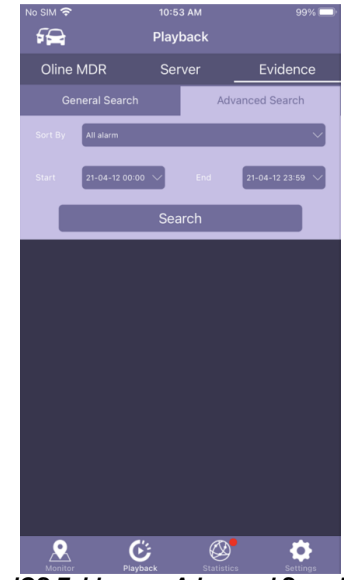 No SIM 10:53 AM 99%
Playback
Oline MDR Server Evidence
General Search Advanced Search
Sort By All alarm
Start 21-04-12 00:00 End 21-04-12 23:59
Search
Monitor Playback Statistics Settings